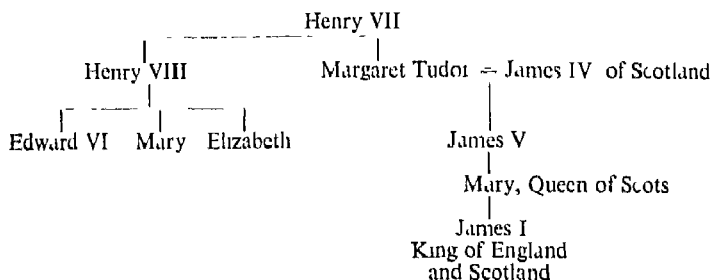 Henry VII
Henry VIII Margaret Tudor = James IV of Scotland
Edward VI Mary Elizabeth James V
Mary, Queen of Scots
James I
King of England
and Scotland